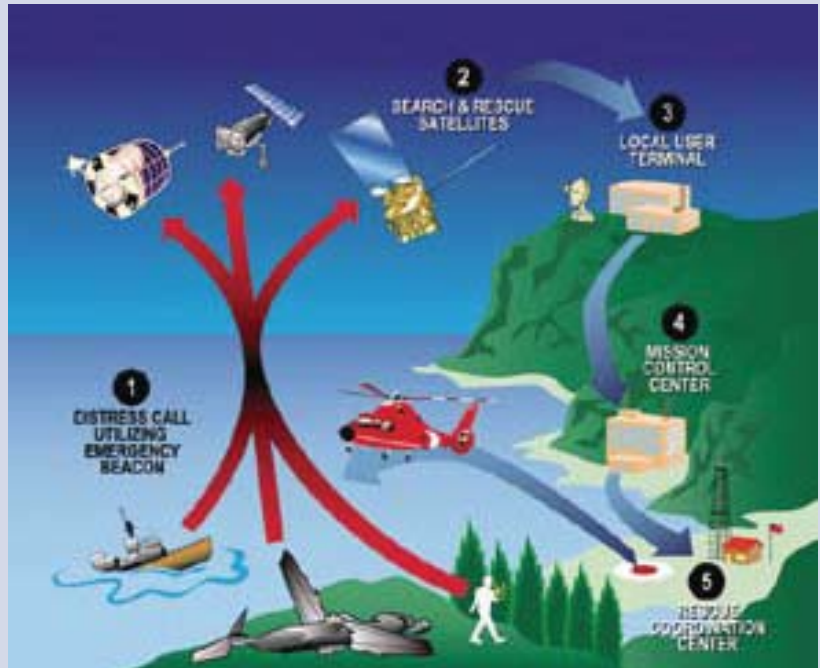 1
DISTRESS CALL
UTILIZING
EMERGENCY
BEACON
2
SEARCH & RESCUE
SATELLITES
3
LOCAL USER
TERMINAL
4
MISSION
CONTROL
CENTER
5
RESCUE
COORDINATION
CENTER